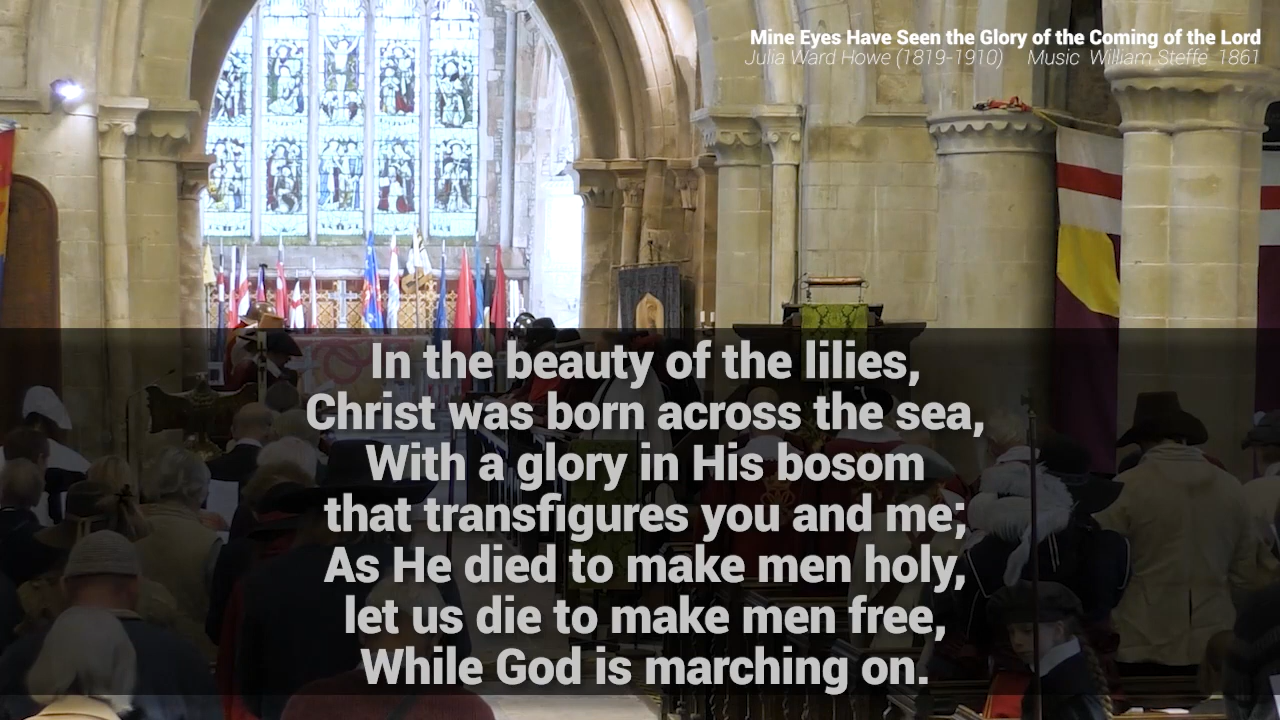 Mine Eyes Have Seen the Glory of the Coming of the Lord
Julia Ward Howe (1819-1910) Music William Steffe 1861
In the beauty of the lilies,
Christ was born across the sea,
With a glory in His bosom
that transfigures you and me;
As He died to make men holy,
let us die to make men free,
While God is marching on.